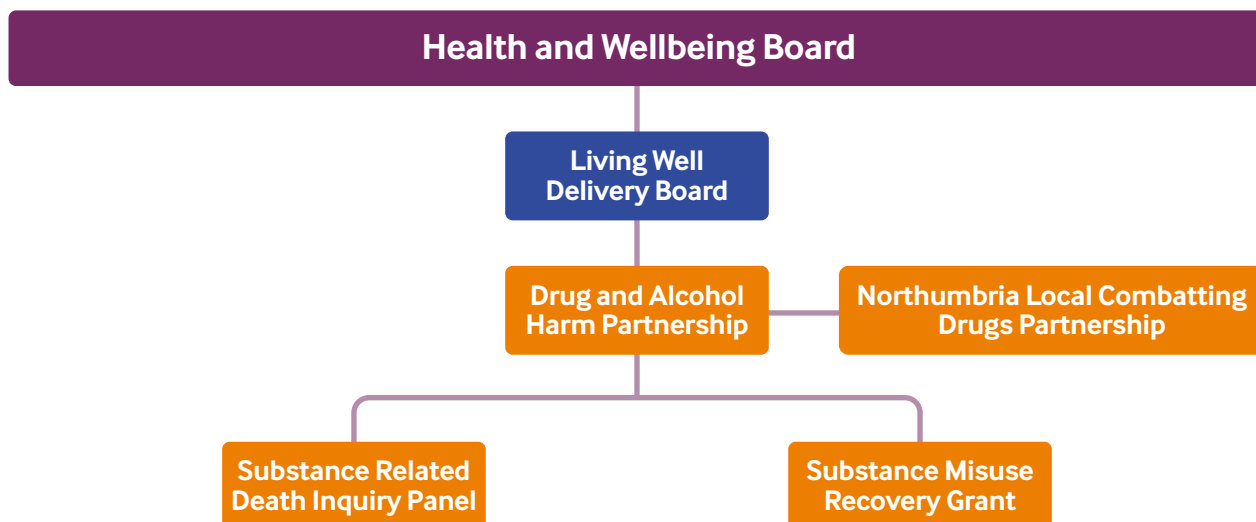 Health and Wellbeing Board
Living Well
Delivery Board
Drug and Alcohol
Harm Partnership
Northumbria Local Combatting
Drugs Partnership
Substance Related
Death Inquiry Panel
Substance Misuse
Recovery Grant